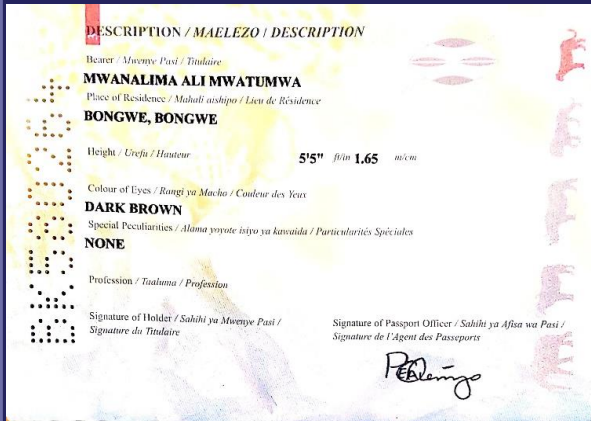 DESCRIPTION / MAELEZO / DESCRIPTION
Bearer / Mwenye Pasi / Titulaire
MWANALIMA ALI MWATUMWA
Place of Residence / Mahali aishipo / Lieu de Résidence
BONGWE, BONGWE
Height / Urefu / Hauteur 5'5" ft/in 1.65 m/cm
Colour of Eyes / Rangi ya Macho / Couleur des Yeux
DARK BROWN
Special Peculiarities / Alama yoyote isiyo ya kawaida / Particularités Spéciales
NONE
Profession / Taaluma / Profession
Signature of Holder / Sahihi ya Mwenye Pasi /
Signature du Titulaire
Signature of Passport Officer / Sahihi ya Afisa wa Pasi /
Signature de l'Agent des Passeports